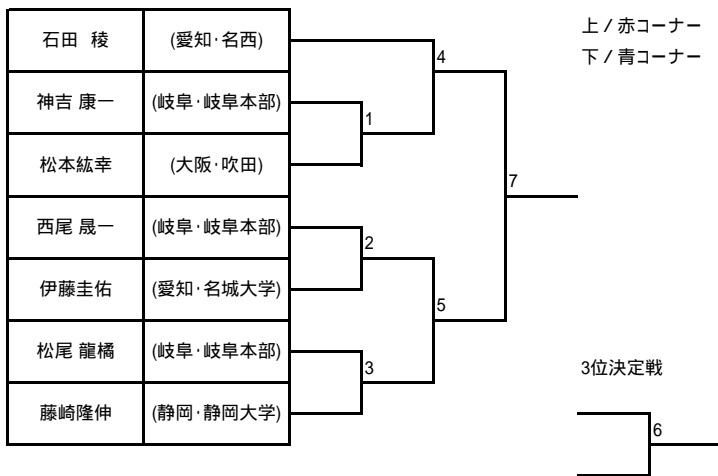 上 / 赤コーナー
下 / 青コーナー
石田 稜 (愛知·名西)
4
神吉 康一 (岐阜·岐阜本部)
1
松本紘幸 (大阪·吹田)
7
西尾 晟一 (岐阜·岐阜本部)
2
伊藤圭佑 (愛知·名城大学)
5
松尾 龍橘 (岐阜·岐阜本部)
3
3位決定戦
藤崎隆伸 (静岡·静岡大学)
6